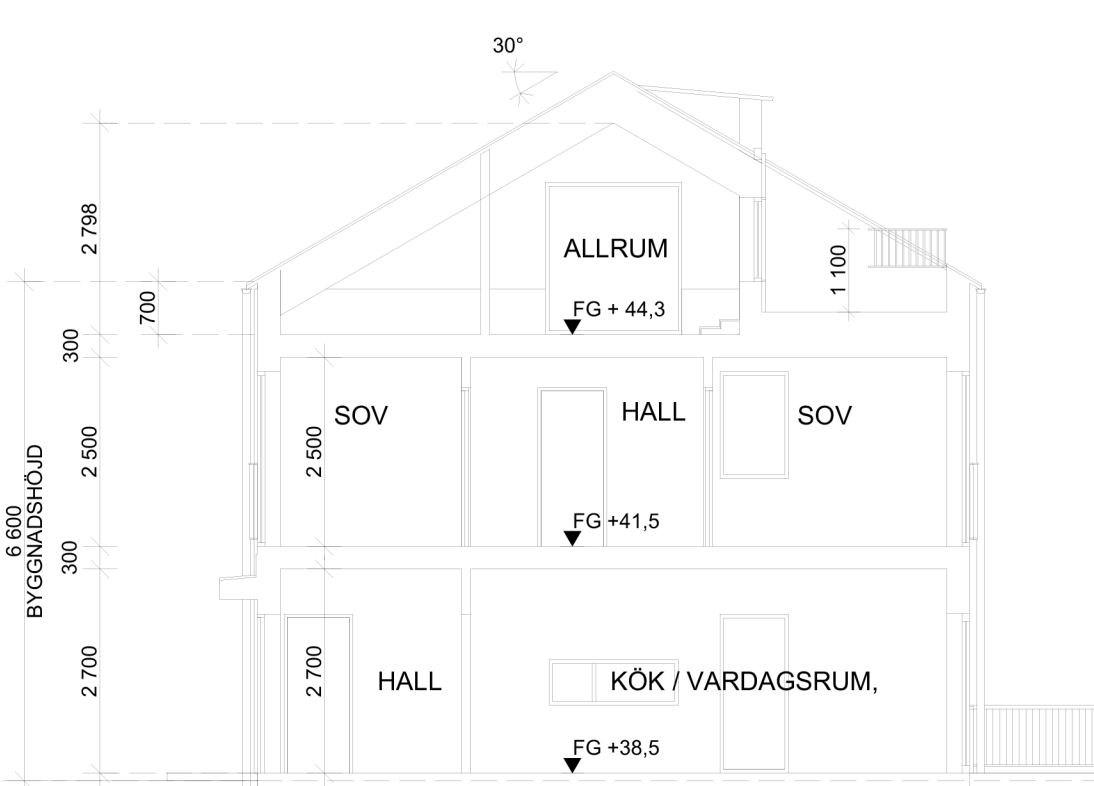 30°
2 798
ALLRUM
1 100
700
FG + 44,3
300
SOV
HALL
SOV
2 500
2 500
FG +41,5
6 600
BYGGNADSHÖJD
300
2 700
2 700
HALL
KÖK / VARDAGSRUM,
FG +38,5